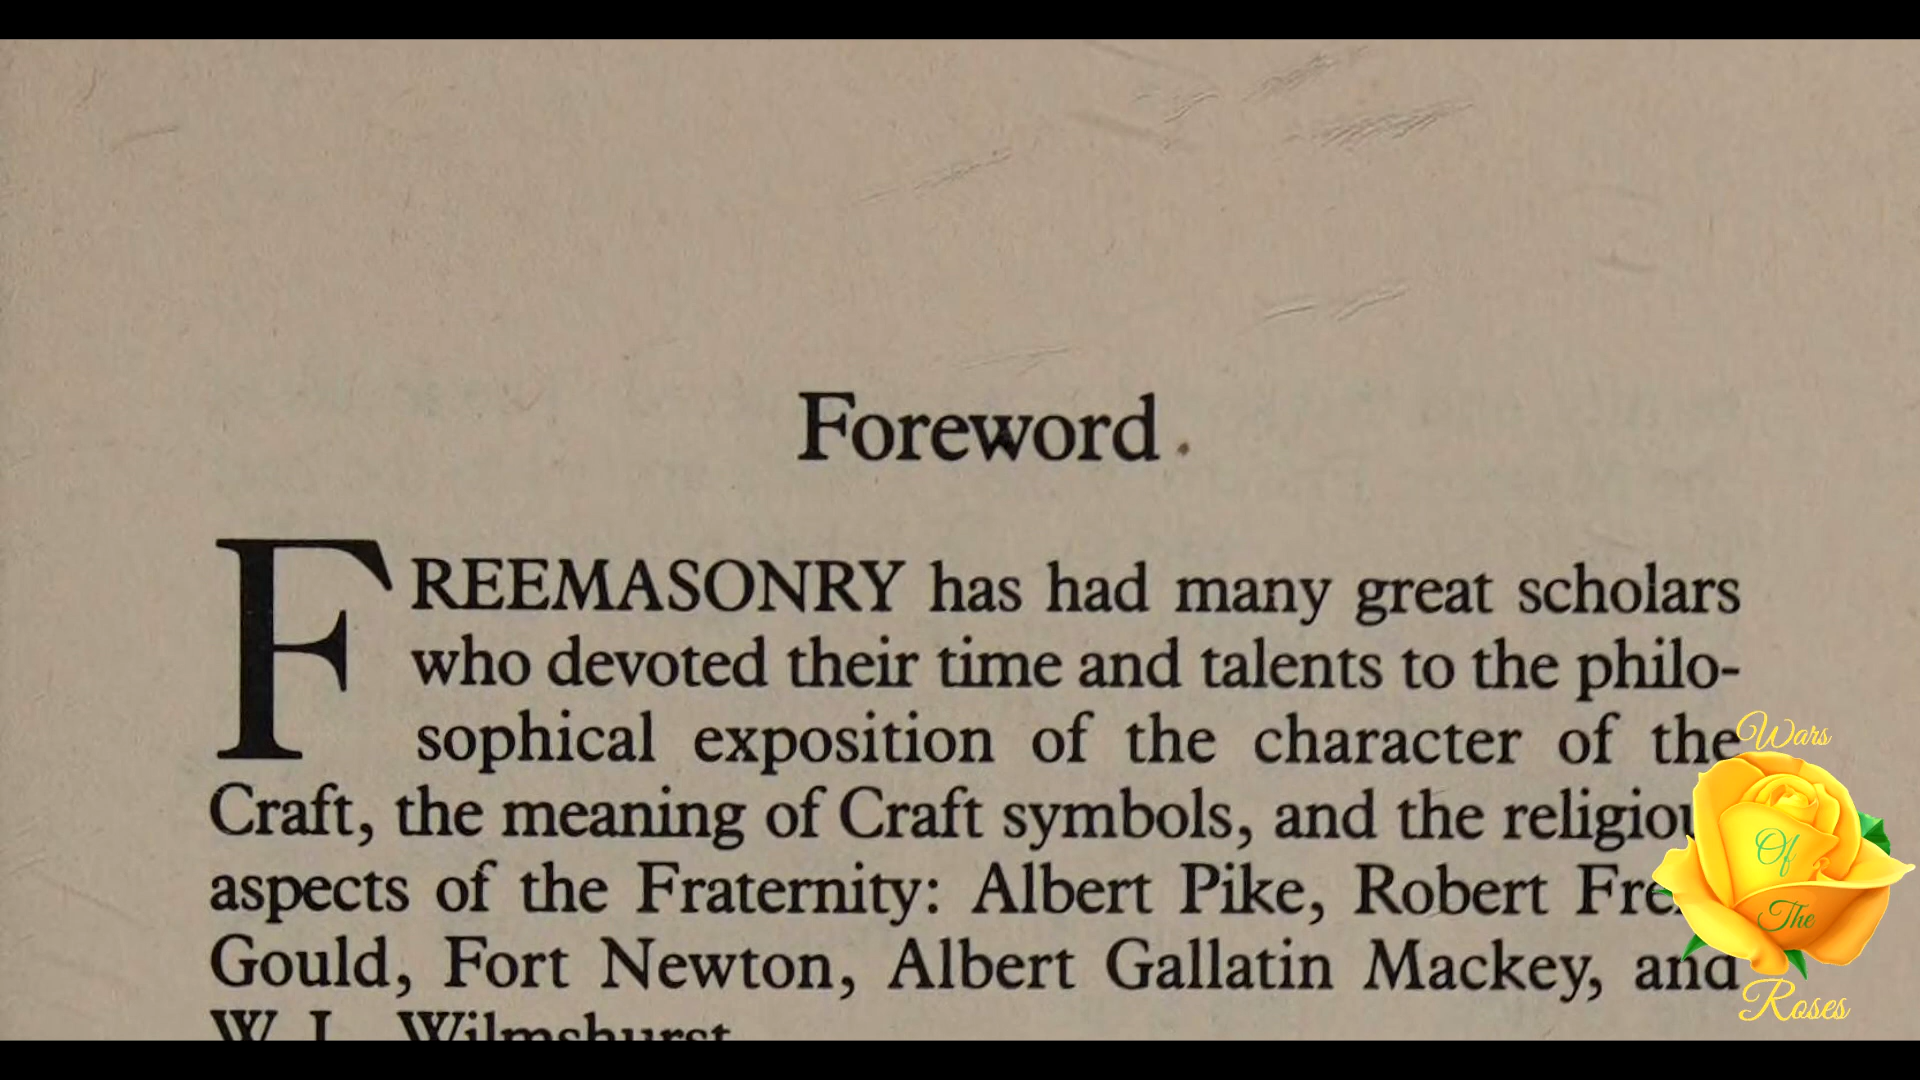 Foreword
FREEMASONRY has had many great scholars
who devoted their time and talents to the philo-
sophical exposition of the character of the
Craft, the meaning of Craft symbols, and the
aspects of the Fraternity: Albert Pike, Robert
Gould, Fort Newton, Albert Gallatin Mackey, and
W. L. Wilmshurst
Wars
Of
The
Roses